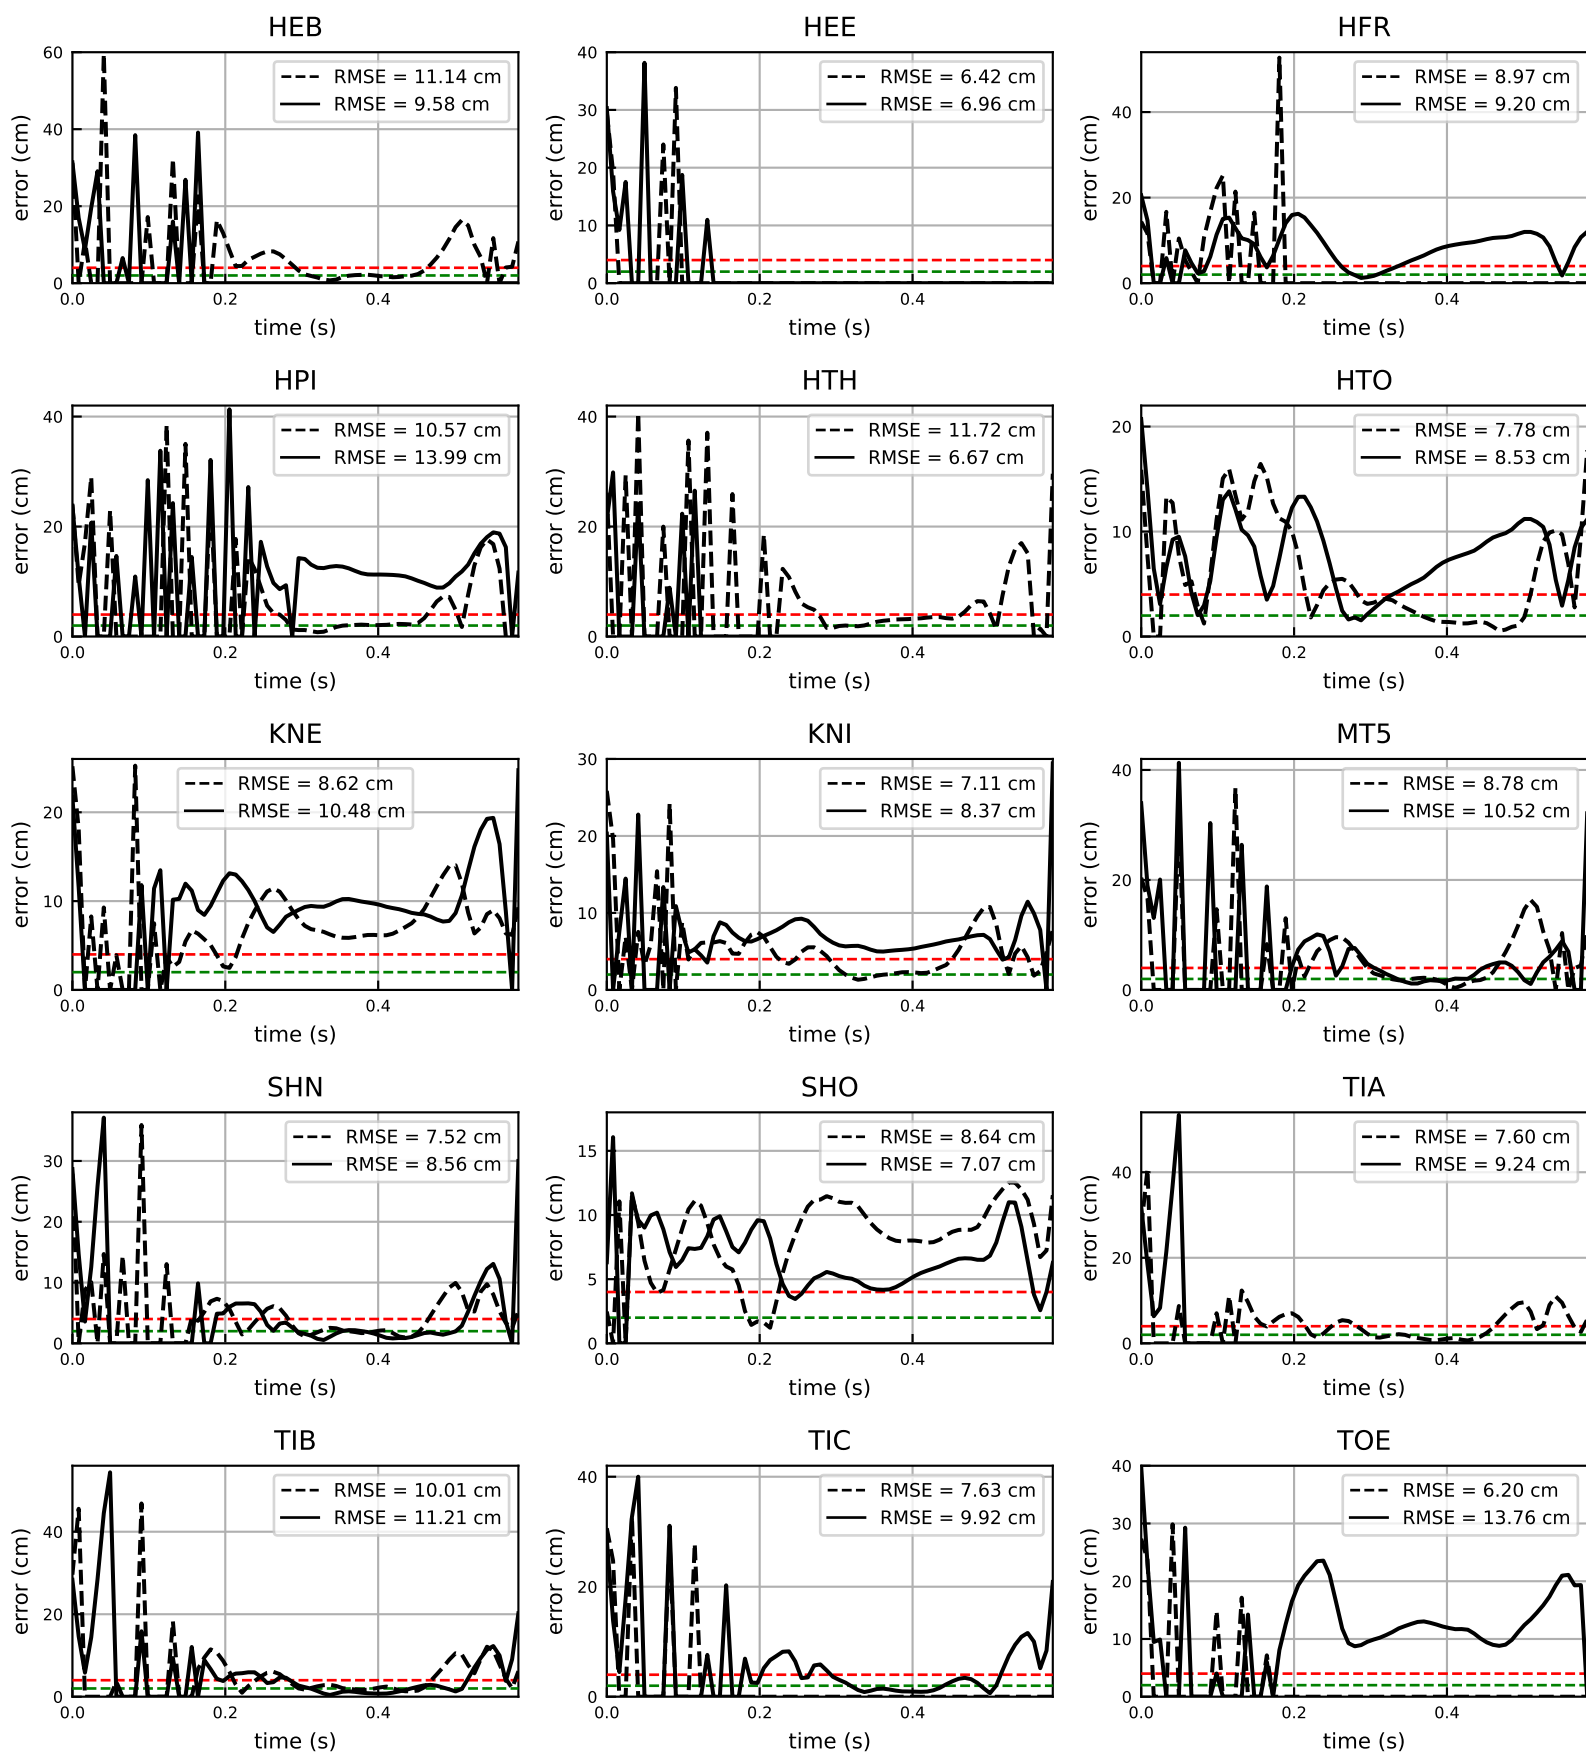 HEB
60
40
20
0
error (cm)
RMSE = 11.14 cm
RMSE = 9.58 cm
0.0 0.2 0.4
time (s)
HEE
40
30
20
10
0
error (cm)
RMSE = 6.42 cm
RMSE = 6.96 cm
0.0 0.2 0.4
time (s)
HFR
40
20
0
error (cm)
RMSE = 8.97 cm
RMSE = 9.20 cm
0.0 0.2 0.4
time (s)
HPI
40
20
0
error (cm)
RMSE = 10.57 cm
RMSE = 13.99 cm
0.0 0.2 0.4
time (s)
HTH
40
20
0
error (cm)
RMSE = 11.72 cm
RMSE = 6.67 cm
0.0 0.2 0.4
time (s)
HTO
20
10
0
error (cm)
RMSE = 7.78 cm
RMSE = 8.53 cm
0.0 0.2 0.4
time (s)
KNE
20
10
0
error (cm)
RMSE = 8.62 cm
RMSE = 10.48 cm
0.0 0.2 0.4
time (s)
KNI
30
20
10
0
error (cm)
RMSE = 7.11 cm
RMSE = 8.37 cm
0.0 0.2 0.4
time (s)
MT5
40
20
0
error (cm)
RMSE = 8.78 cm
RMSE = 10.52 cm
0.0 0.2 0.4
time (s)
SHN
30
20
10
0
error (cm)
RMSE = 7.52 cm
RMSE = 8.56 cm
0.0 0.2 0.4
time (s)
SHO
15
10
5
0
error (cm)
RMSE = 8.64 cm
RMSE = 7.07 cm
0.0 0.2 0.4
time (s)
TIA
40
20
0
error (cm)
RMSE = 7.60 cm
RMSE = 9.24 cm
0.0 0.2 0.4
time (s)
TIB
40
20
0
error (cm)
RMSE = 10.01 cm
RMSE = 11.21 cm
0.0 0.2 0.4
time (s)
TIC
40
20
0
error (cm)
RMSE = 7.63 cm
RMSE = 9.92 cm
0.0 0.2 0.4
time (s)
TOE
40
30
20
10
0
error (cm)
RMSE = 6.20 cm
RMSE = 13.76 cm
0.0 0.2 0.4
time (s)